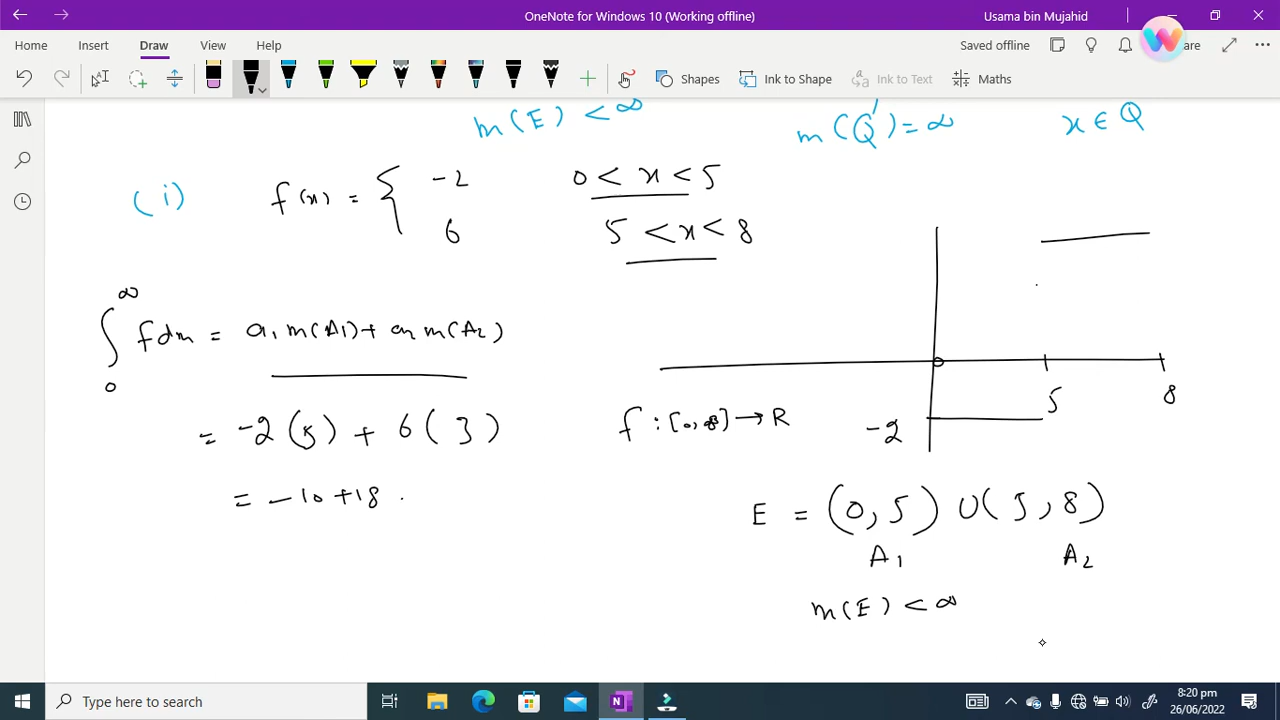 OneNote for Windows 10 (Working offline)
Usama bin Mujahid
Home Insert Draw View Help
Saved offline
Shapes Ink to Shape Ink to Text Maths
m(E) < ∞ m(Q') = ∞ x ∈ Q
(i) f(x) = { -2 0 < x < 5
6 5 < x < 8
∞
∫ f dm = a₁ m(A₁) + a₂ m(A₂)
0
5 8
= -2 (5) + 6 ( 3 )
f : [0, 8] → R
-2
= -10 + 18 .
E = (0, 5) U (5, 8)
A₁ A₂
m(E) < ∞
Type here to search
8:20 pm
26/06/2022